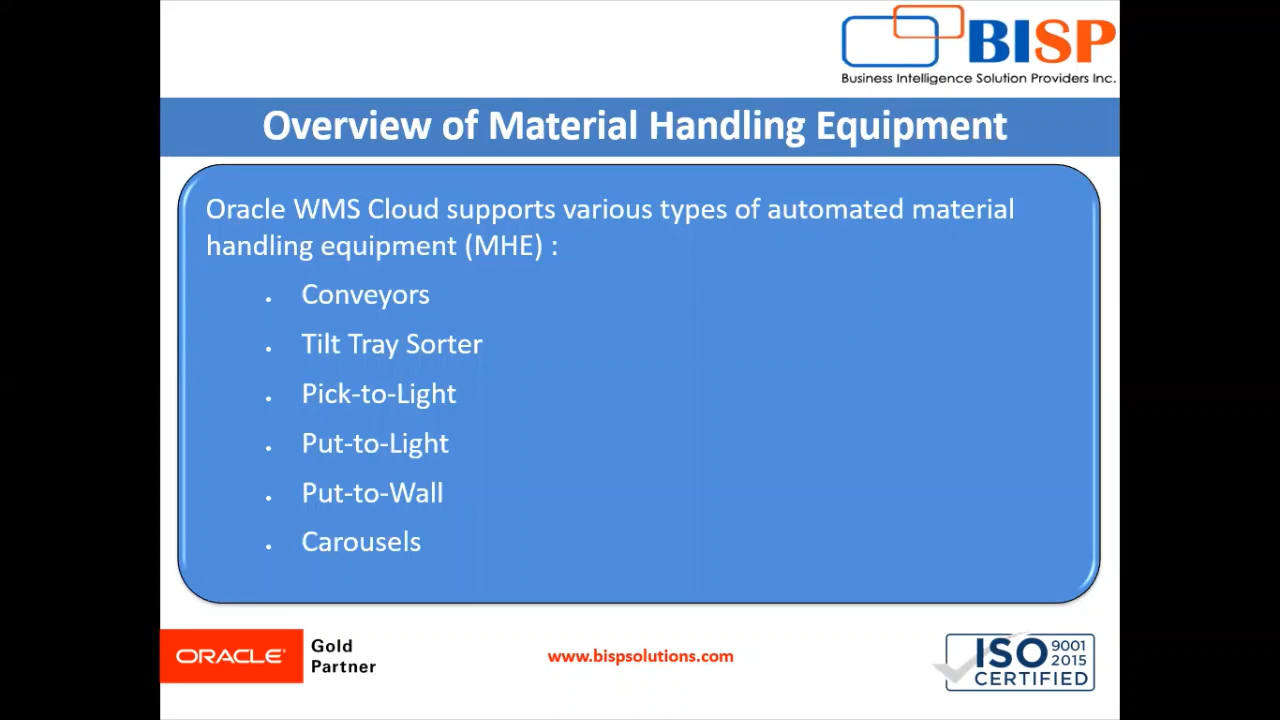 BISP
Business Intelligence Solution Providers Inc.
Overview of Material Handling Equipment
Oracle WMS Cloud supports various types of automated material
handling equipment (MHE) :
• Conveyors
• Tilt Tray Sorter
• Pick-to-Light
• Put-to-Light
• Put-to-Wall
• Carousels
ORACLE®
Gold
Partner
www.bispsolutions.com
ISO 9001
2015
CERTIFIED